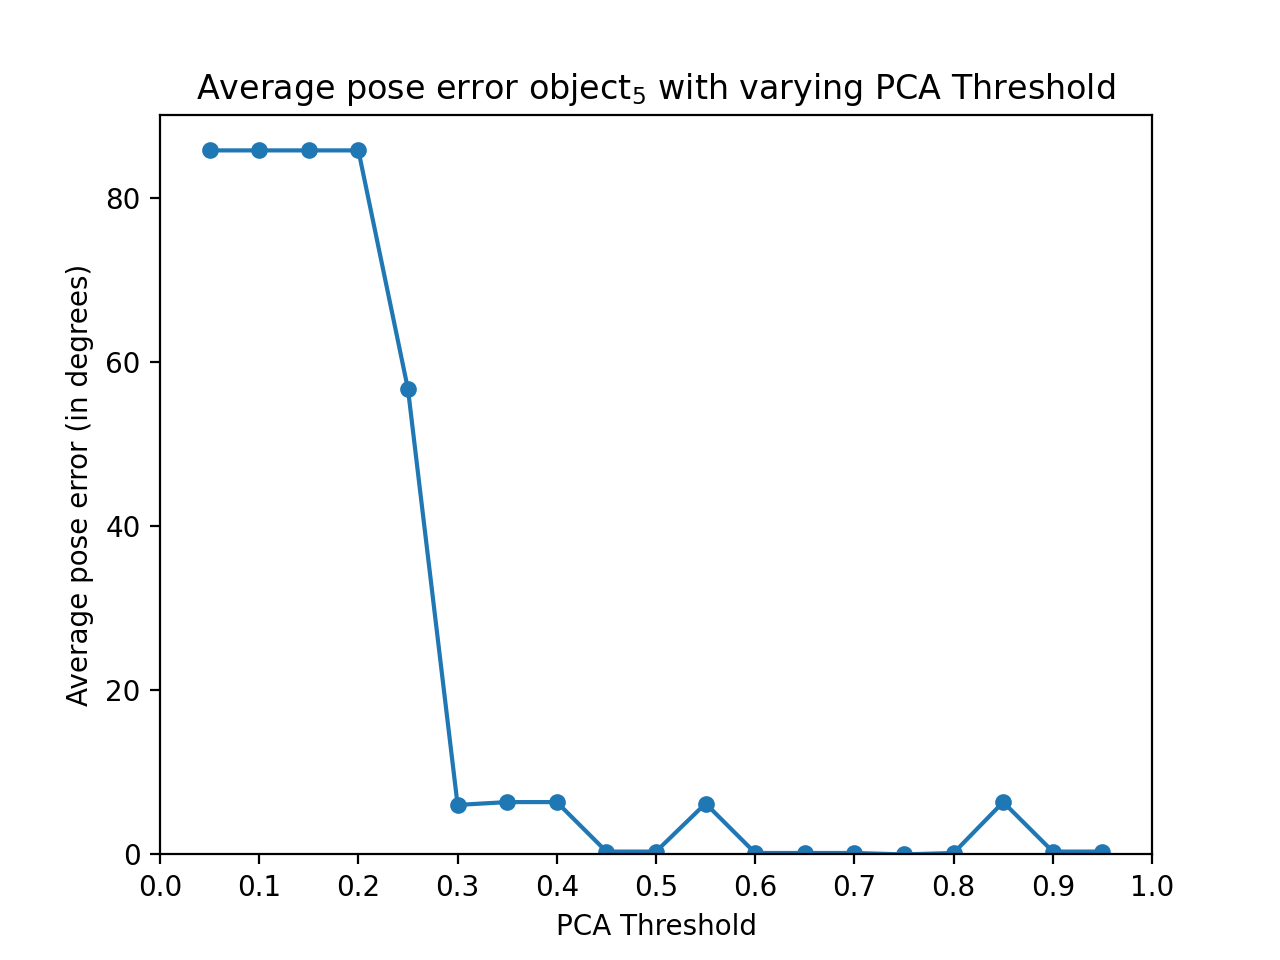 Average pose error object₅ with varying PCA Threshold
Average pose error (in degrees)
80
60
40
20
0
0.0 0.1 0.2 0.3 0.4 0.5 0.6 0.7 0.8 0.9 1.0
PCA Threshold